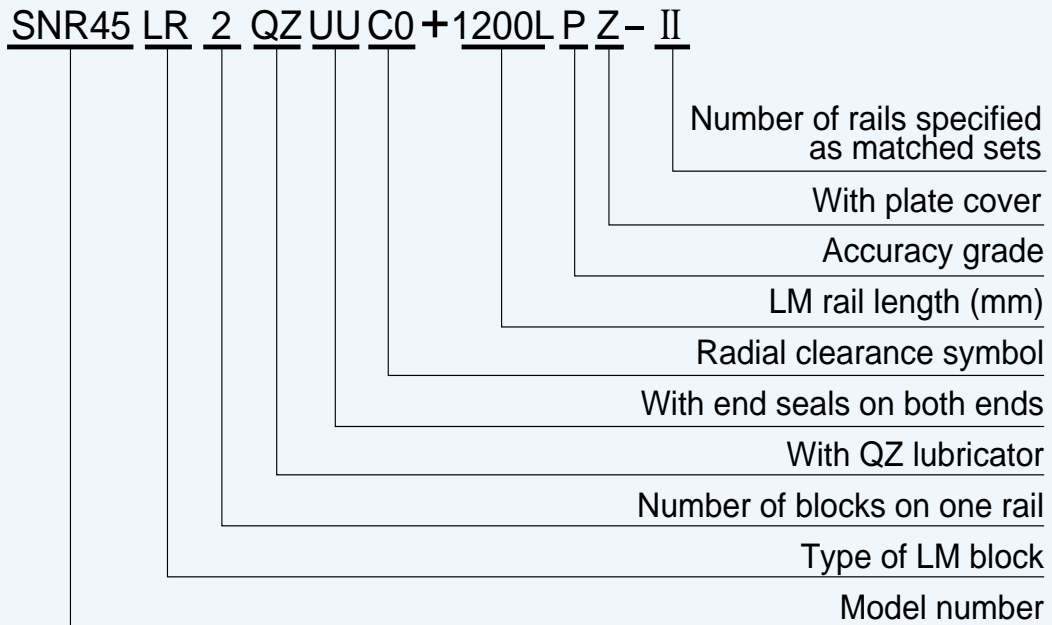 SNR45 LR 2 QZ UU C0 +1200L P Z– II
Number of rails specified
as matched sets
With plate cover
Accuracy grade
LM rail length (mm)
Radial clearance symbol
With end seals on both ends
With QZ lubricator
Number of blocks on one rail
Type of LM block
Model number